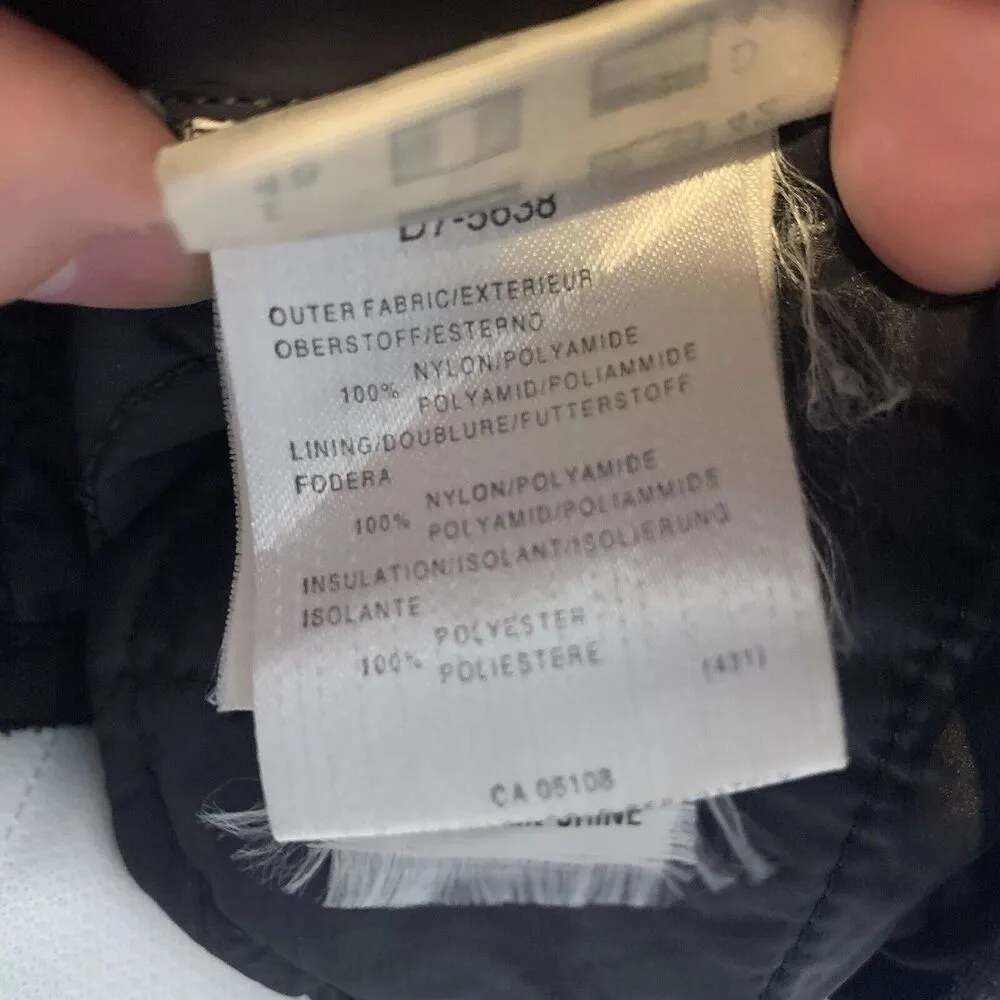 D7-5638
OUTER FABRIC/EXTERIEUR
OBERSTOFF/ESTERNO
100% NYLON/POLYAMIDE
POLYAMID/POLIAMMIDE
LINING/DOUBLURE/FUTTERSTOFF
FODERA
100% NYLON/POLYAMIDE
POLYAMID/POLIAMMIDE
INSULATION/ISOLANT/ISOLIERUNG
ISOLANTE
100% POLYESTER
POLIESTERE
(431)
CA 05108
SHINE